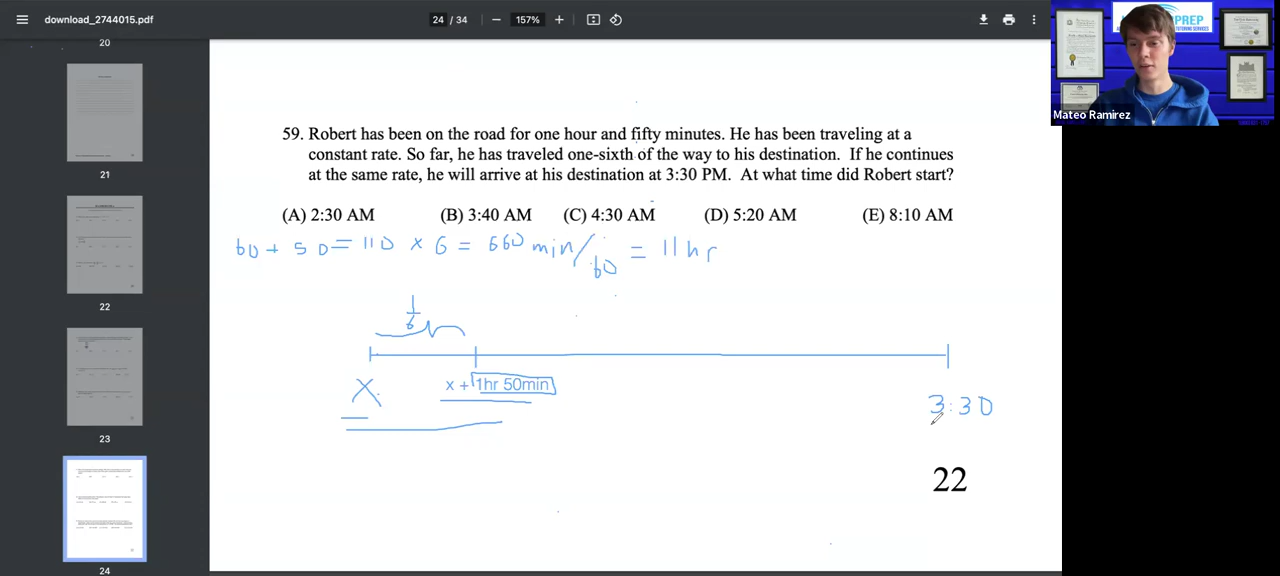 download_2744015.pdf
24 / 34
157%
20
21
22
23
24
59. Robert has been on the road for one hour and fifty minutes. He has been traveling at a
constant rate. So far, he has traveled one-sixth of the way to his destination. If he continues
at the same rate, he will arrive at his destination at 3:30 PM. At what time did Robert start?
(A) 2:30 AM (B) 3:40 AM (C) 4:30 AM (D) 5:20 AM (E) 8:10 AM
60 + 50 = 110 × 6 = 660 min/60 = 11 hr
1/6
X. x + 1hr 50min
3:30
22
PREP
TUTORING SERVICES
Mateo Ramirez